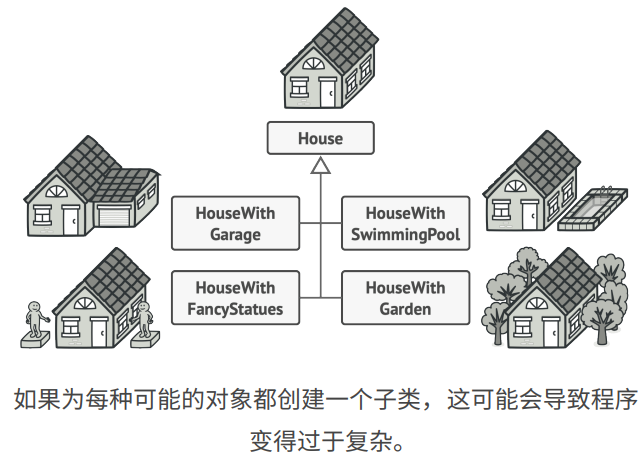 House
HouseWith
Garage
HouseWith
SwimmingPool
HouseWith
FancyStatues
HouseWith
Garden
如果为每种可能的对象都创建一个子类，这可能会导致程序
变得过于复杂。